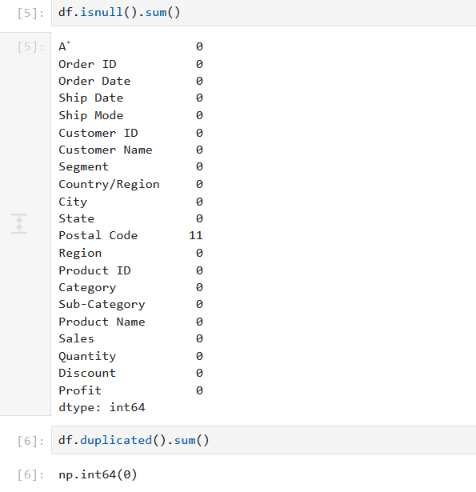 [5]: df.isnull().sum()
[5]: A` 0
Order ID 0
Order Date 0
Ship Date 0
Ship Mode 0
Customer ID 0
Customer Name 0
Segment 0
Country/Region 0
City 0
State 0
Postal Code 11
Region 0
Product ID 0
Category 0
Sub-Category 0
Product Name 0
Sales 0
Quantity 0
Discount 0
Profit 0
dtype: int64
[6]: df.duplicated().sum()
[6]: np.int64(0)